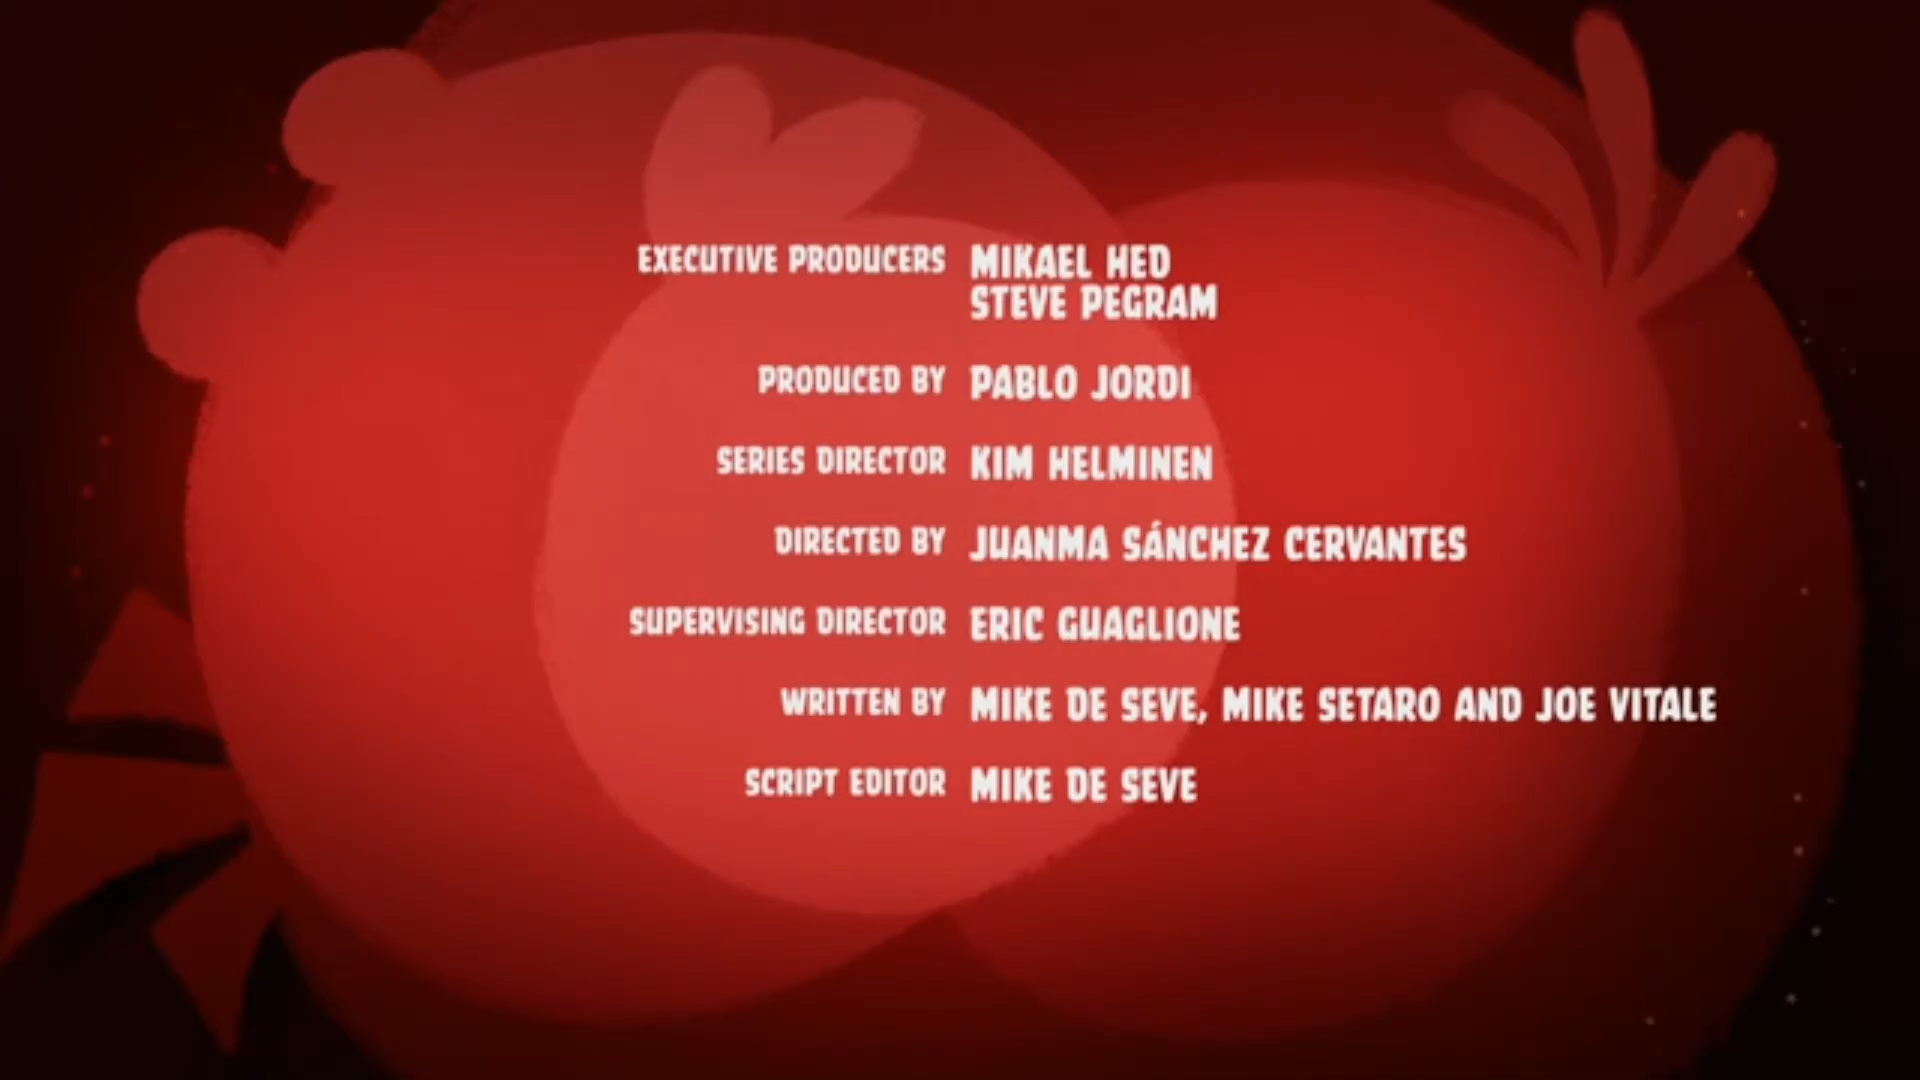 EXECUTIVE PRODUCERS MIKAEL HED
STEVE PEGRAM
PRODUCED BY PABLO JORDI
SERIES DIRECTOR KIM HELMINEN
DIRECTED BY JUANMA SÁNCHEZ CERVANTES
SUPERVISING DIRECTOR ERIC GUAGLIONE
WRITTEN BY MIKE DE SEVE, MIKE SETARO AND JOE VITALE
SCRIPT EDITOR MIKE DE SEVE